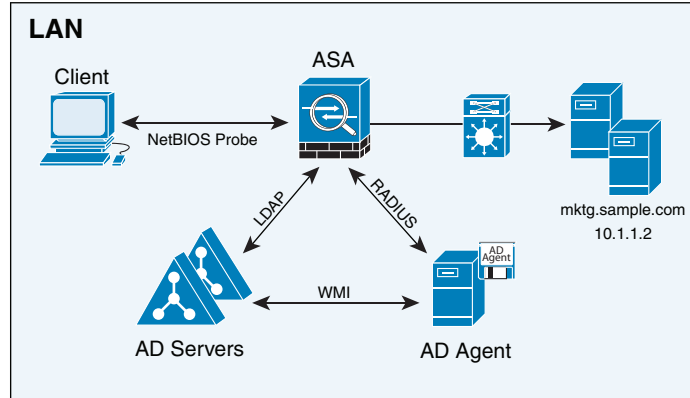 LAN
Client
ASA
NetBIOS Probe
mktg.sample.com
10.1.1.2
LDAP
RADIUS
AD
Agent
WMI
AD Servers
AD Agent